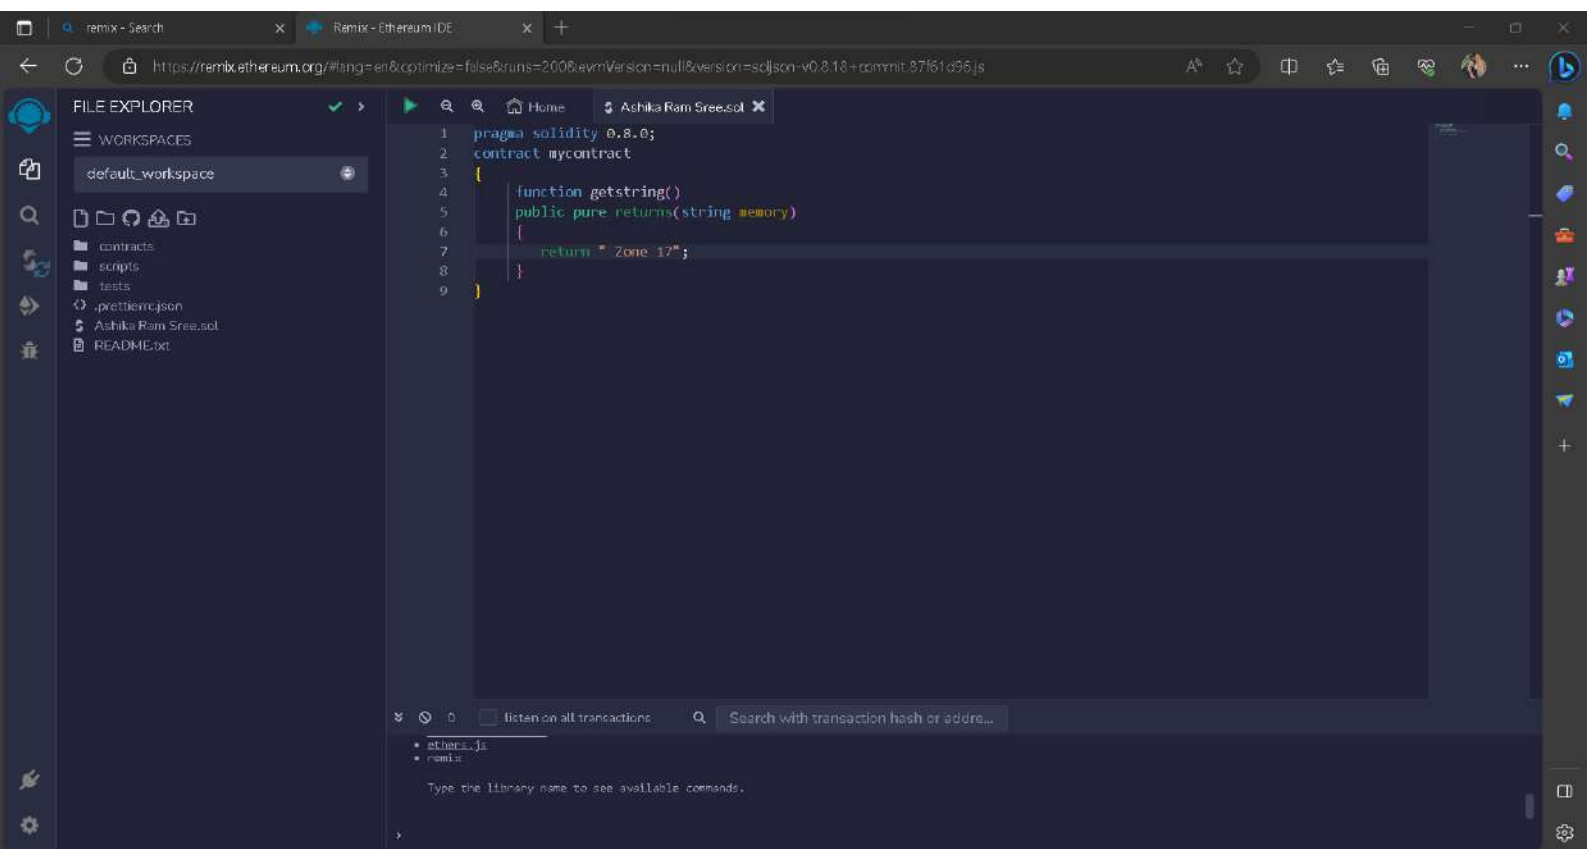 remix - Search
Remix - Ethereum IDE
https://remix.ethereum.org/#lang=en&optimize=false&runs=200&evmVersion=null&version=soljson-v0.8.18+commit.87f61d96.js
FILE EXPLORER
WORKSPACES
default_workspace
contracts
scripts
tests
.prettierrc.json
Ashika Ram Sree.sol
README.txt
Home
Ashika Ram Sree.sol
1 pragma solidity 0.8.0;
2 contract mycontract
3 {
4 function getstring()
5 public pure returns(string memory)
6 {
7 return " Zone 17";
8 }
9 }
0
listen on all transactions
Search with transaction hash or addre...
• ethers.js
• remix
Type the library name to see available commands.
>